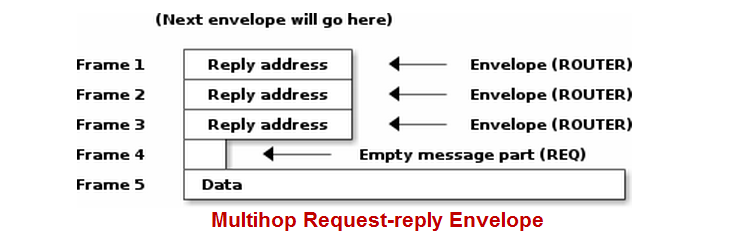 (Next envelope will go here)
Frame 1 Reply address Envelope (ROUTER)
Frame 2 Reply address Envelope (ROUTER)
Frame 3 Reply address Envelope (ROUTER)
Frame 4 Empty message part (REQ)
Frame 5 Data
Multihop Request-reply Envelope